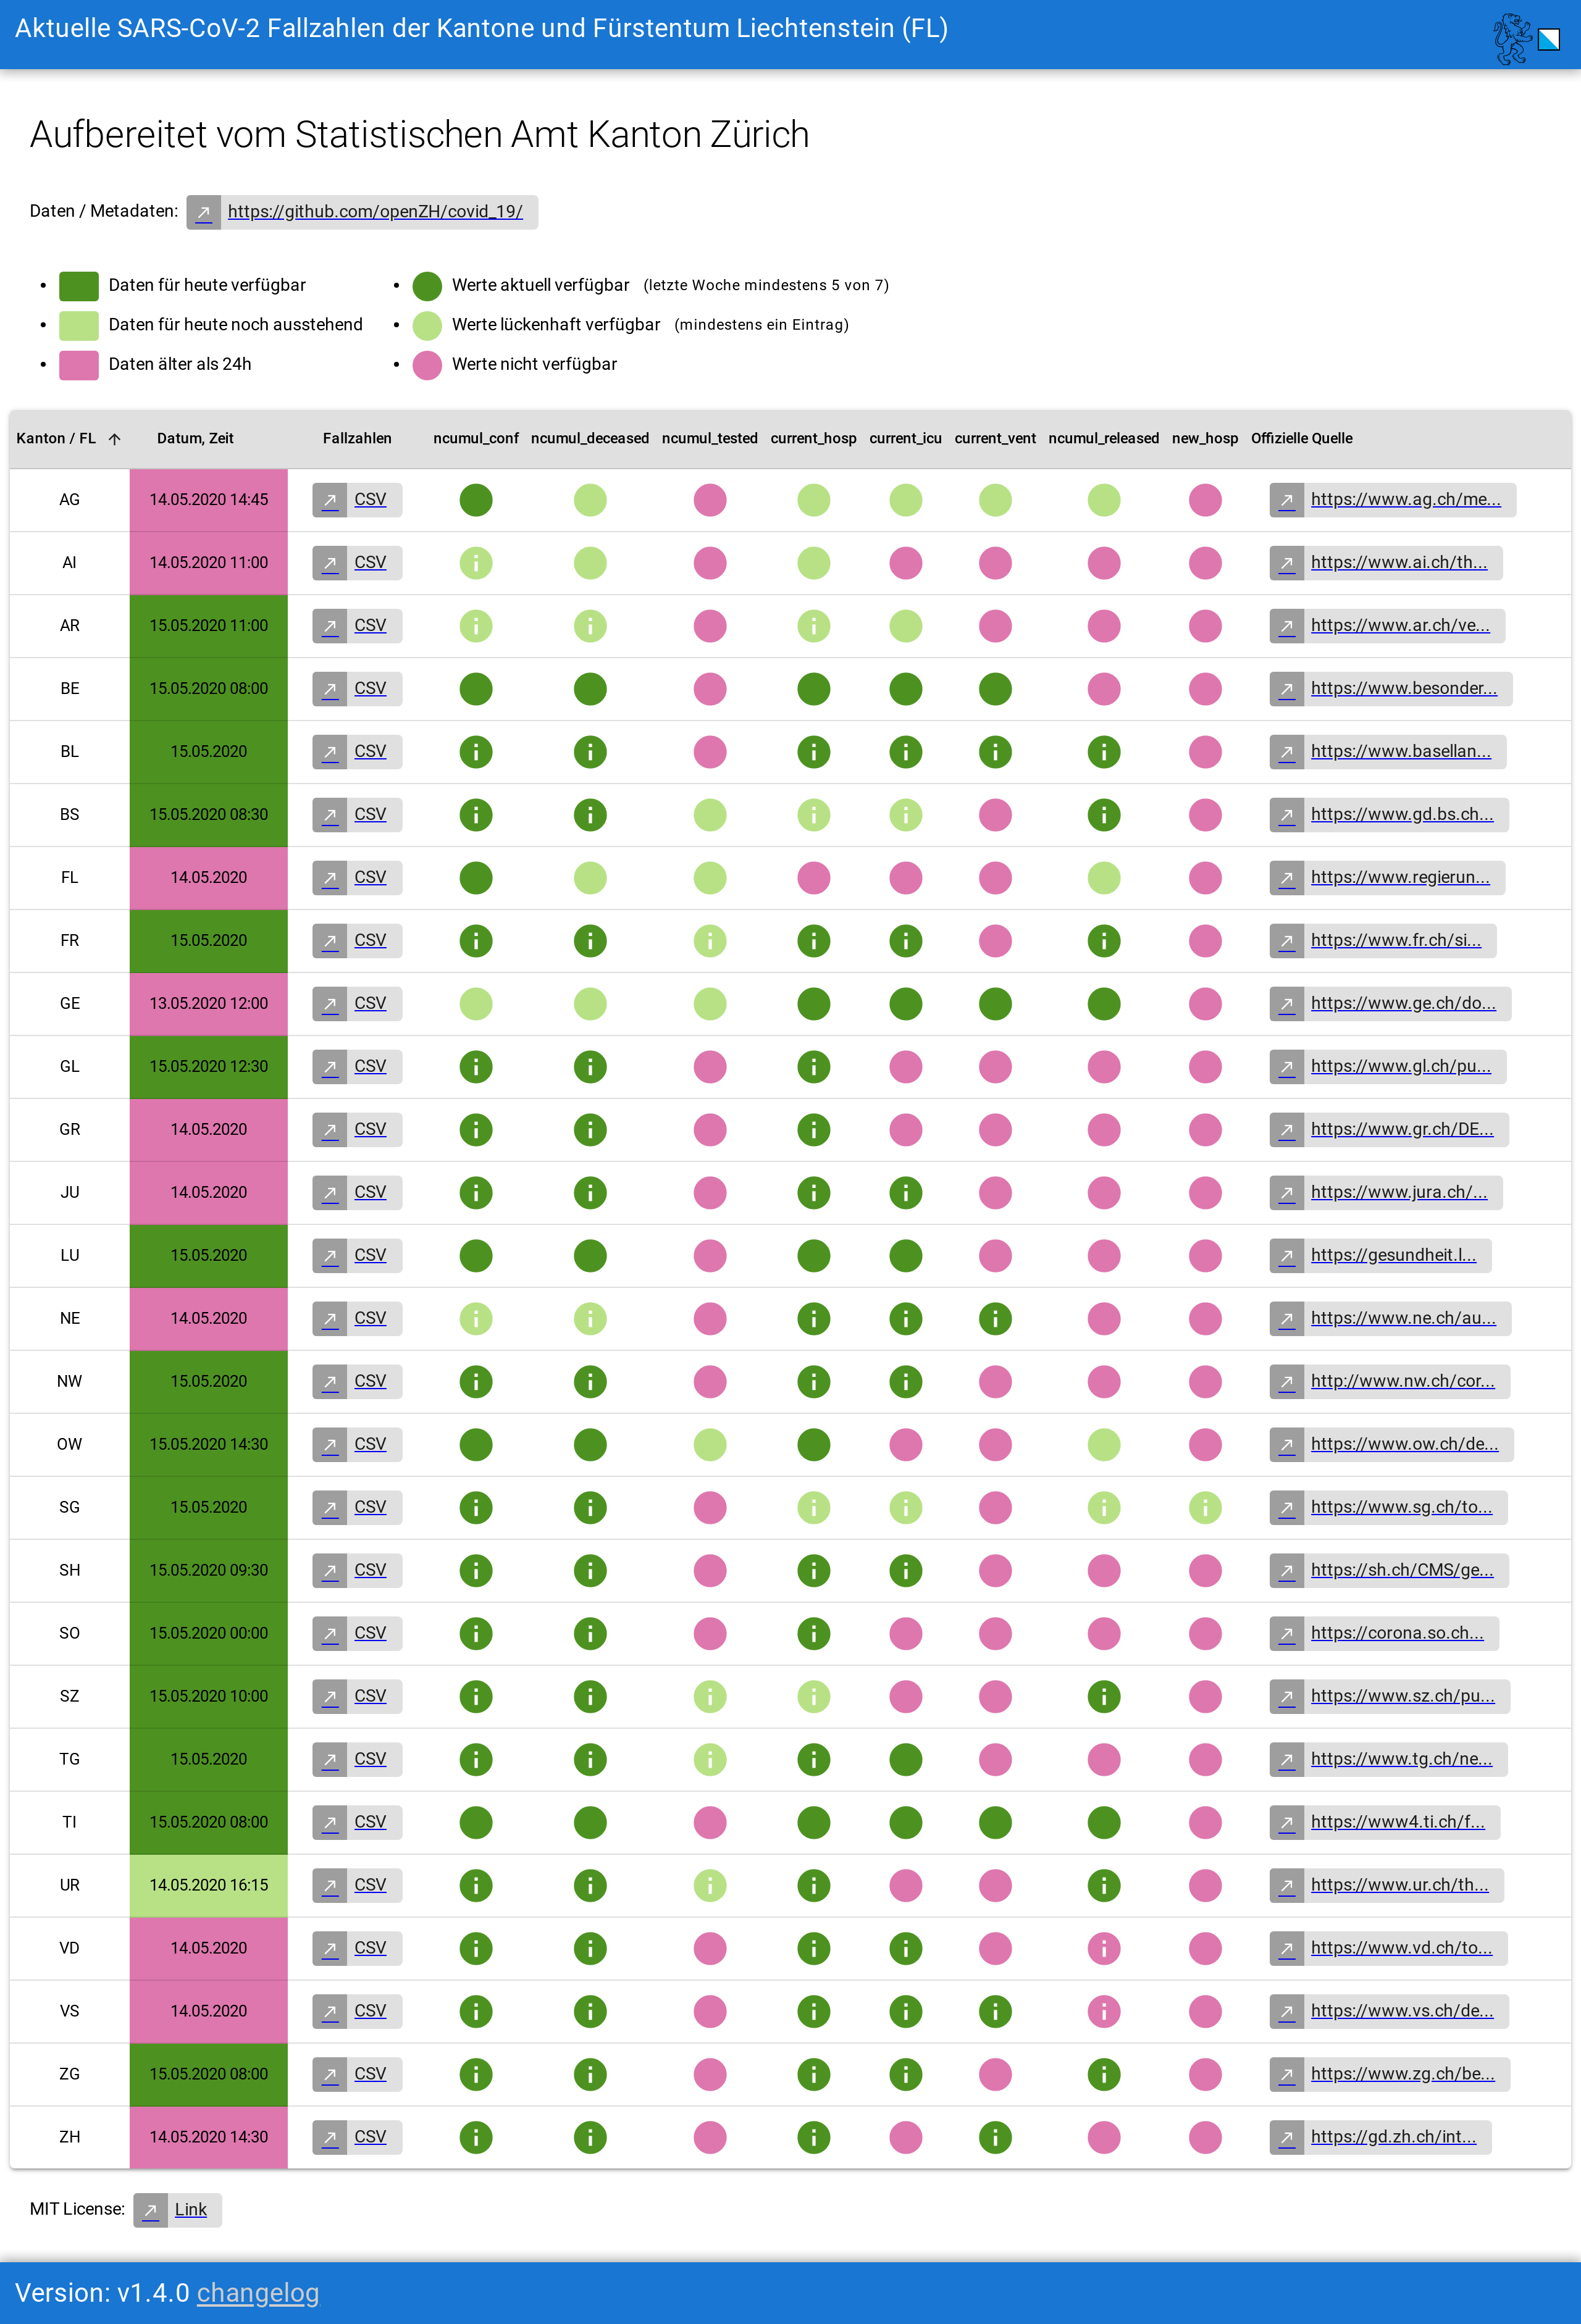 Aktuelle SARS-CoV-2 Fallzahlen der Kantone und Fürstentum Liechtenstein (FL)
Aufbereitet vom Statistischen Amt Kanton Zürich
Daten / Metadaten: https://github.com/openZH/covid_19/
Daten für heute verfügbar
Daten für heute noch ausstehend
Daten älter als 24h
Werte aktuell verfügbar (letzte Woche mindestens 5 von 7)
Werte lückenhaft verfügbar (mindestens ein Eintrag)
Werte nicht verfügbar
Kanton / FL Datum, Zeit Fallzahlen ncumul_conf ncumul_deceased ncumul_tested current_hosp current_icu current_vent ncumul_released new_hosp Offizielle Quelle
AG 14.05.2020 14:45 CSV https://www.ag.ch/me...
AI 14.05.2020 11:00 CSV https://www.ai.ch/th...
AR 15.05.2020 11:00 CSV https://www.ar.ch/ve...
BE 15.05.2020 08:00 CSV https://www.besonder...
BL 15.05.2020 CSV https://www.basellan...
BS 15.05.2020 08:30 CSV https://www.gd.bs.ch...
FL 14.05.2020 CSV https://www.regierun...
FR 15.05.2020 CSV https://www.fr.ch/si...
GE 13.05.2020 12:00 CSV https://www.ge.ch/do...
GL 15.05.2020 12:30 CSV https://www.gl.ch/pu...
GR 14.05.2020 CSV https://www.gr.ch/DE...
JU 14.05.2020 CSV https://www.jura.ch/...
LU 15.05.2020 CSV https://gesundheit.l...
NE 14.05.2020 CSV https://www.ne.ch/au...
NW 15.05.2020 CSV http://www.nw.ch/cor...
OW 15.05.2020 14:30 CSV https://www.ow.ch/de...
SG 15.05.2020 CSV https://www.sg.ch/to...
SH 15.05.2020 09:30 CSV https://sh.ch/CMS/ge...
SO 15.05.2020 00:00 CSV https://corona.so.ch...
SZ 15.05.2020 10:00 CSV https://www.sz.ch/pu...
TG 15.05.2020 CSV https://www.tg.ch/ne...
TI 15.05.2020 08:00 CSV https://www4.ti.ch/f...
UR 14.05.2020 16:15 CSV https://www.ur.ch/th...
VD 14.05.2020 CSV https://www.vd.ch/to...
VS 14.05.2020 CSV https://www.vs.ch/de...
ZG 15.05.2020 08:00 CSV https://www.zg.ch/be...
ZH 14.05.2020 14:30 CSV https://gd.zh.ch/int...
MIT License: Link
Version: v1.4.0 changelog